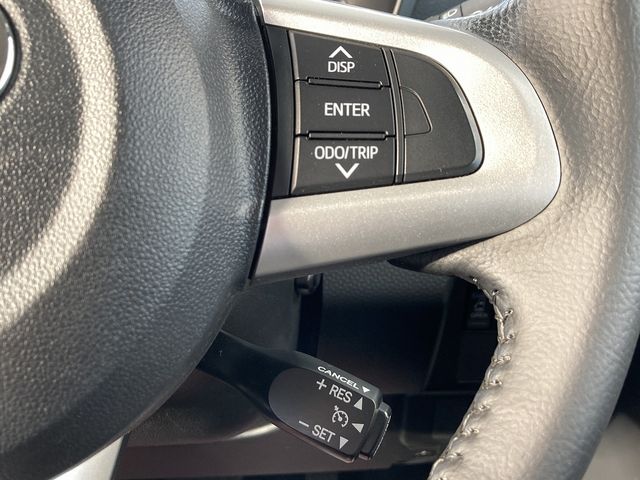 DISP
ENTER
ODO/TRIP
CANCEL
+ RES
− SET